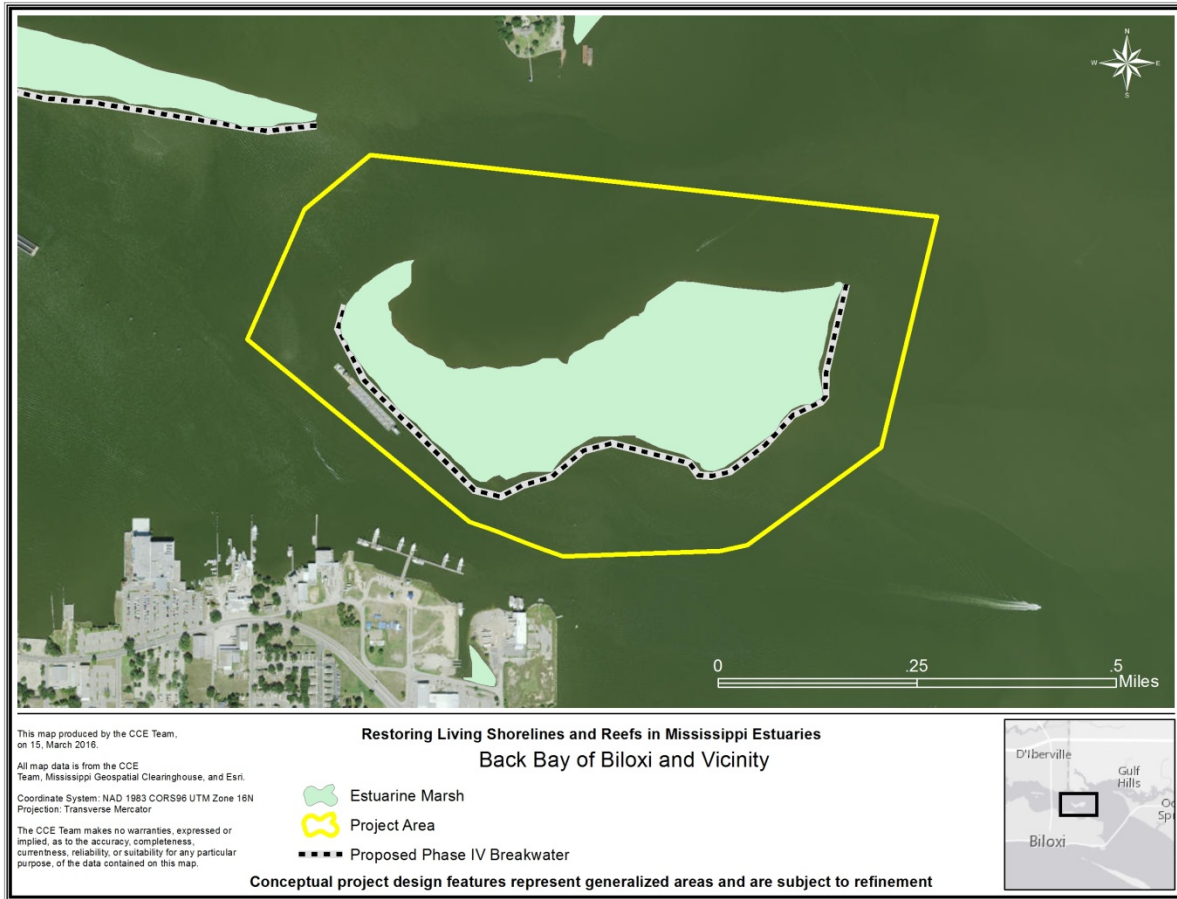 N
W E
S
0 .25 .5
Miles
This map produced by the CCE Team,
on 15, March 2016.
All map data is from the CCE
Team, Mississippi Geospatial Clearinghouse, and Esri.
Coordinate System: NAD 1983 CORS96 UTM Zone 16N
Projection: Transverse Mercator
The CCE Team makes no warranties, expressed or
implied, as to the accuracy, completeness,
currentness, reliability, or suitability for any particular
purpose, of the data contained on this map.
Restoring Living Shorelines and Reefs in Mississippi Estuaries
Back Bay of Biloxi and Vicinity
Estuarine Marsh
Project Area
Proposed Phase IV Breakwater
Conceptual project design features represent generalized areas and are subject to refinement
D'Iberville
Gulf
Hills
Oc
Spr
Biloxi